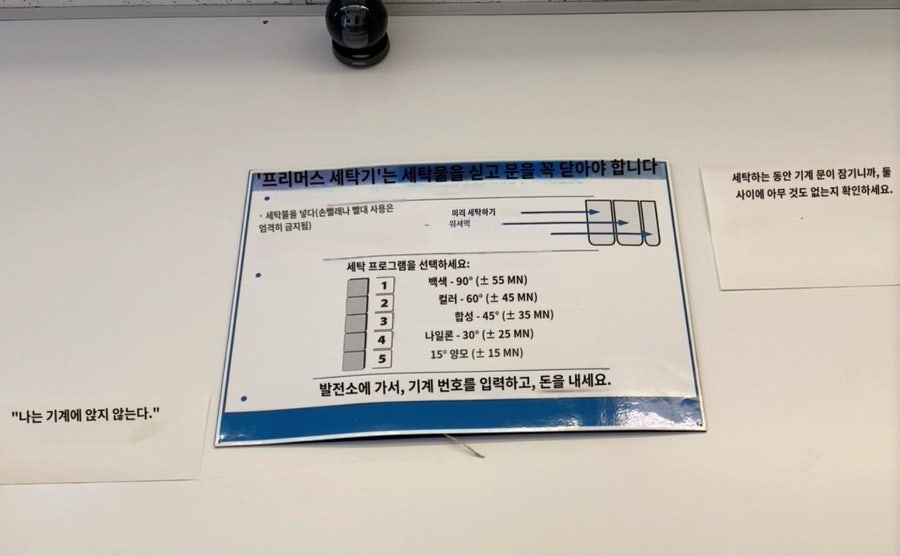 '프리머스 세탁기'는 세탁물을 싣고 문을 꼭 닫아야 합니다
· 세탁물을 넣다(손빨래나 빨대 사용은
엄격히 금지됨)
미리 세탁하기
워세액
세탁 프로그램을 선택하세요:
1 백색 - 90° (± 55 MN)
2 컬러 - 60° (± 45 MN)
3 합성 - 45° (± 35 MN)
4 나일론 - 30° (± 25 MN)
5 15° 양모 (± 15 MN)
발전소에 가서, 기계 번호를 입력하고, 돈을 내세요.
세탁하는 동안 기계 문이 잠기니까, 둘
사이에 아무 것도 없는지 확인하세요.
"나는 기계에 앉지 않는다."